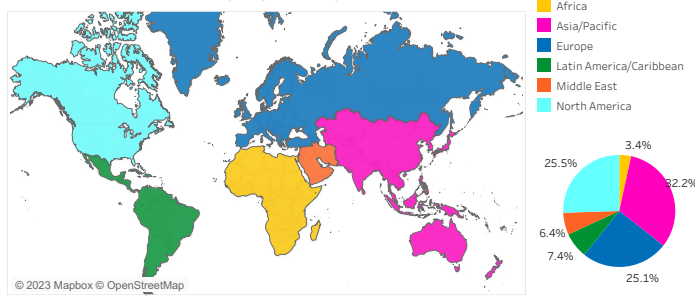 Africa
Asia/Pacific
Europe
Latin America/Caribbean
Middle East
North America
3.4%
25.5%
32.2%
6.4%
7.4%
25.1%
© 2023 Mapbox © OpenStreetMap